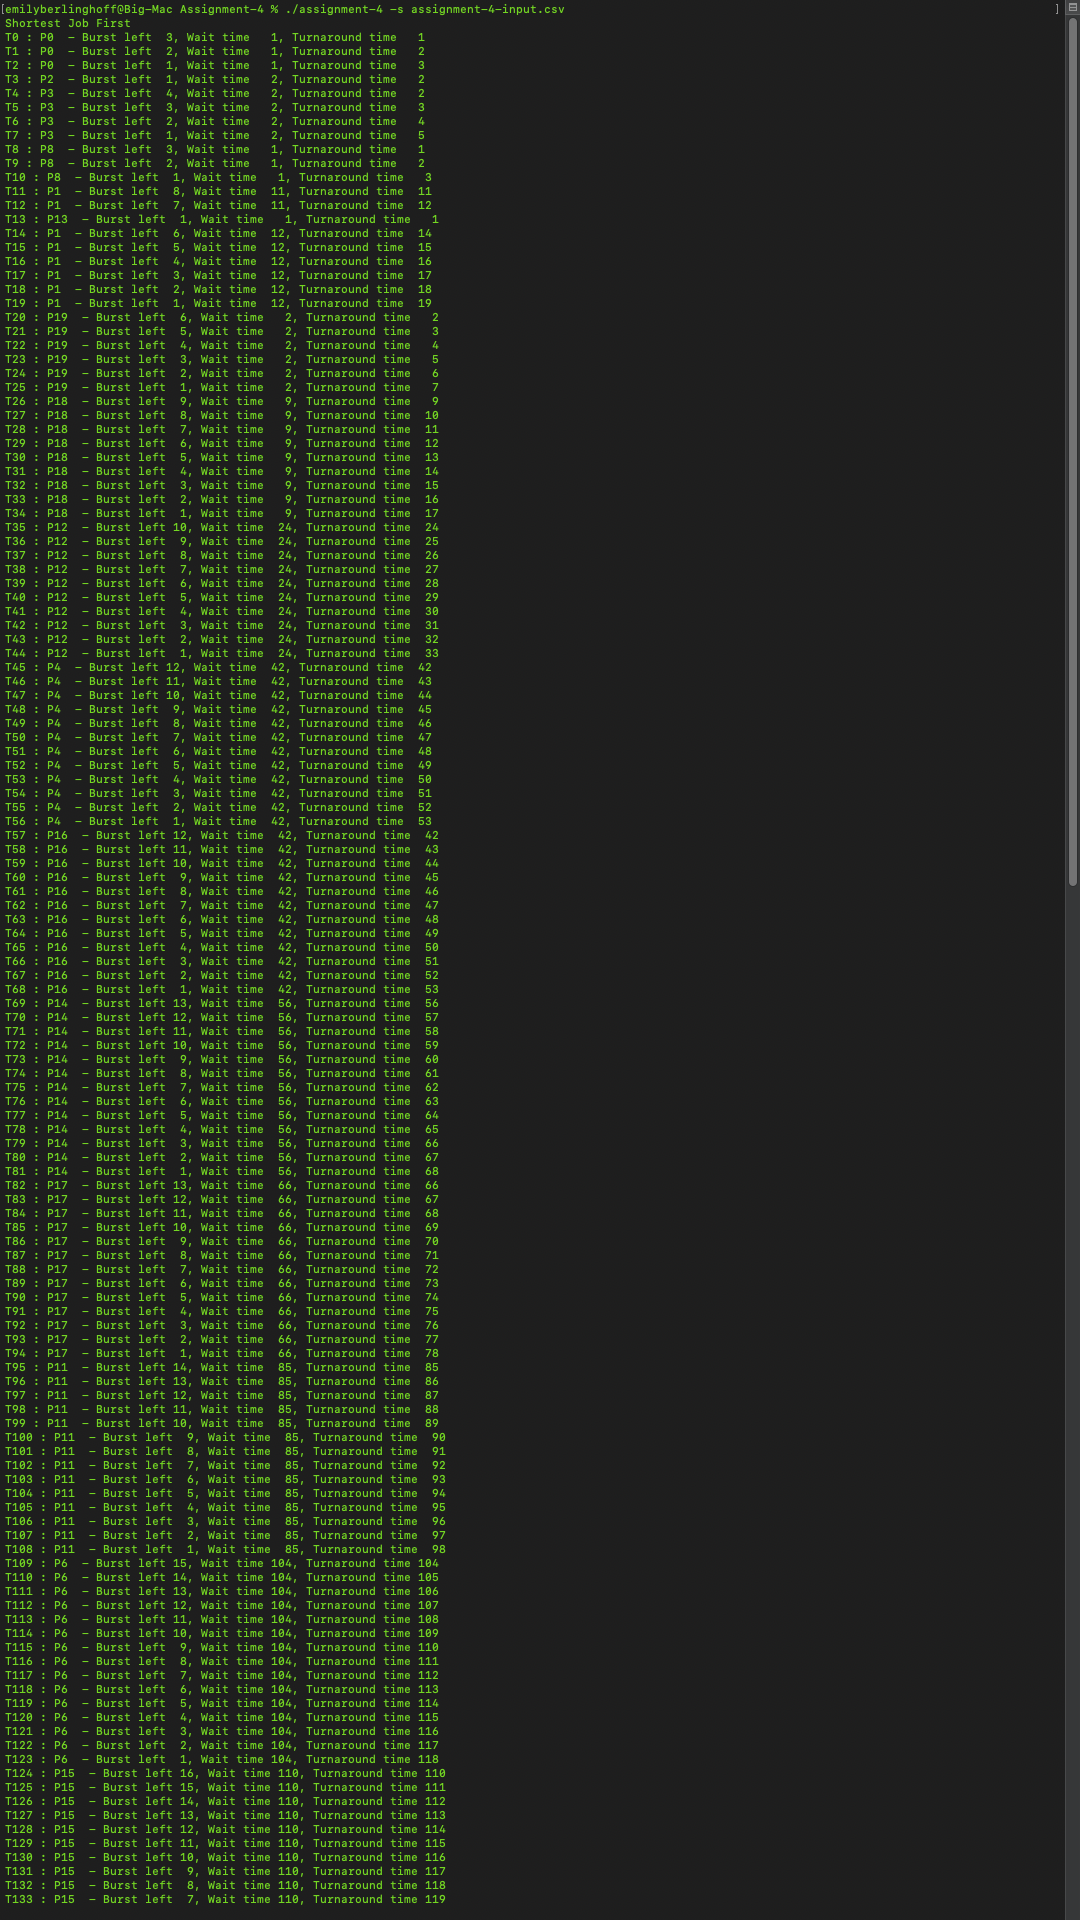 [emilyberlinghoff@Big-Mac Assignment-4 % ./assignment-4 -s assignment-4-input.csv ]
Shortest Job First
T0 : P0  – Burst left  3, Wait time   1, Turnaround time   1
T1 : P0  – Burst left  2, Wait time   1, Turnaround time   2
T2 : P0  – Burst left  1, Wait time   1, Turnaround time   3
T3 : P2  – Burst left  1, Wait time   2, Turnaround time   2
T4 : P3  – Burst left  4, Wait time   2, Turnaround time   2
T5 : P3  – Burst left  3, Wait time   2, Turnaround time   3
T6 : P3  – Burst left  2, Wait time   2, Turnaround time   4
T7 : P3  – Burst left  1, Wait time   2, Turnaround time   5
T8 : P8  – Burst left  3, Wait time   1, Turnaround time   1
T9 : P8  – Burst left  2, Wait time   1, Turnaround time   2
T10 : P8  – Burst left  1, Wait time   1, Turnaround time   3
T11 : P1  – Burst left  8, Wait time  11, Turnaround time  11
T12 : P1  – Burst left  7, Wait time  11, Turnaround time  12
T13 : P13  – Burst left  1, Wait time   1, Turnaround time   1
T14 : P1  – Burst left  6, Wait time  12, Turnaround time  14
T15 : P1  – Burst left  5, Wait time  12, Turnaround time  15
T16 : P1  – Burst left  4, Wait time  12, Turnaround time  16
T17 : P1  – Burst left  3, Wait time  12, Turnaround time  17
T18 : P1  – Burst left  2, Wait time  12, Turnaround time  18
T19 : P1  – Burst left  1, Wait time  12, Turnaround time  19
T20 : P19  – Burst left  6, Wait time   2, Turnaround time   2
T21 : P19  – Burst left  5, Wait time   2, Turnaround time   3
T22 : P19  – Burst left  4, Wait time   2, Turnaround time   4
T23 : P19  – Burst left  3, Wait time   2, Turnaround time   5
T24 : P19  – Burst left  2, Wait time   2, Turnaround time   6
T25 : P19  – Burst left  1, Wait time   2, Turnaround time   7
T26 : P18  – Burst left  9, Wait time   9, Turnaround time   9
T27 : P18  – Burst left  8, Wait time   9, Turnaround time  10
T28 : P18  – Burst left  7, Wait time   9, Turnaround time  11
T29 : P18  – Burst left  6, Wait time   9, Turnaround time  12
T30 : P18  – Burst left  5, Wait time   9, Turnaround time  13
T31 : P18  – Burst left  4, Wait time   9, Turnaround time  14
T32 : P18  – Burst left  3, Wait time   9, Turnaround time  15
T33 : P18  – Burst left  2, Wait time   9, Turnaround time  16
T34 : P18  – Burst left  1, Wait time   9, Turnaround time  17
T35 : P12  – Burst left 10, Wait time  24, Turnaround time  24
T36 : P12  – Burst left  9, Wait time  24, Turnaround time  25
T37 : P12  – Burst left  8, Wait time  24, Turnaround time  26
T38 : P12  – Burst left  7, Wait time  24, Turnaround time  27
T39 : P12  – Burst left  6, Wait time  24, Turnaround time  28
T40 : P12  – Burst left  5, Wait time  24, Turnaround time  29
T41 : P12  – Burst left  4, Wait time  24, Turnaround time  30
T42 : P12  – Burst left  3, Wait time  24, Turnaround time  31
T43 : P12  – Burst left  2, Wait time  24, Turnaround time  32
T44 : P12  – Burst left  1, Wait time  24, Turnaround time  33
T45 : P4  – Burst left 12, Wait time  42, Turnaround time  42
T46 : P4  – Burst left 11, Wait time  42, Turnaround time  43
T47 : P4  – Burst left 10, Wait time  42, Turnaround time  44
T48 : P4  – Burst left  9, Wait time  42, Turnaround time  45
T49 : P4  – Burst left  8, Wait time  42, Turnaround time  46
T50 : P4  – Burst left  7, Wait time  42, Turnaround time  47
T51 : P4  – Burst left  6, Wait time  42, Turnaround time  48
T52 : P4  – Burst left  5, Wait time  42, Turnaround time  49
T53 : P4  – Burst left  4, Wait time  42, Turnaround time  50
T54 : P4  – Burst left  3, Wait time  42, Turnaround time  51
T55 : P4  – Burst left  2, Wait time  42, Turnaround time  52
T56 : P4  – Burst left  1, Wait time  42, Turnaround time  53
T57 : P16  – Burst left 12, Wait time  42, Turnaround time  42
T58 : P16  – Burst left 11, Wait time  42, Turnaround time  43
T59 : P16  – Burst left 10, Wait time  42, Turnaround time  44
T60 : P16  – Burst left  9, Wait time  42, Turnaround time  45
T61 : P16  – Burst left  8, Wait time  42, Turnaround time  46
T62 : P16  – Burst left  7, Wait time  42, Turnaround time  47
T63 : P16  – Burst left  6, Wait time  42, Turnaround time  48
T64 : P16  – Burst left  5, Wait time  42, Turnaround time  49
T65 : P16  – Burst left  4, Wait time  42, Turnaround time  50
T66 : P16  – Burst left  3, Wait time  42, Turnaround time  51
T67 : P16  – Burst left  2, Wait time  42, Turnaround time  52
T68 : P16  – Burst left  1, Wait time  42, Turnaround time  53
T69 : P14  – Burst left 13, Wait time  56, Turnaround time  56
T70 : P14  – Burst left 12, Wait time  56, Turnaround time  57
T71 : P14  – Burst left 11, Wait time  56, Turnaround time  58
T72 : P14  – Burst left 10, Wait time  56, Turnaround time  59
T73 : P14  – Burst left  9, Wait time  56, Turnaround time  60
T74 : P14  – Burst left  8, Wait time  56, Turnaround time  61
T75 : P14  – Burst left  7, Wait time  56, Turnaround time  62
T76 : P14  – Burst left  6, Wait time  56, Turnaround time  63
T77 : P14  – Burst left  5, Wait time  56, Turnaround time  64
T78 : P14  – Burst left  4, Wait time  56, Turnaround time  65
T79 : P14  – Burst left  3, Wait time  56, Turnaround time  66
T80 : P14  – Burst left  2, Wait time  56, Turnaround time  67
T81 : P14  – Burst left  1, Wait time  56, Turnaround time  68
T82 : P17  – Burst left 13, Wait time  66, Turnaround time  66
T83 : P17  – Burst left 12, Wait time  66, Turnaround time  67
T84 : P17  – Burst left 11, Wait time  66, Turnaround time  68
T85 : P17  – Burst left 10, Wait time  66, Turnaround time  69
T86 : P17  – Burst left  9, Wait time  66, Turnaround time  70
T87 : P17  – Burst left  8, Wait time  66, Turnaround time  71
T88 : P17  – Burst left  7, Wait time  66, Turnaround time  72
T89 : P17  – Burst left  6, Wait time  66, Turnaround time  73
T90 : P17  – Burst left  5, Wait time  66, Turnaround time  74
T91 : P17  – Burst left  4, Wait time  66, Turnaround time  75
T92 : P17  – Burst left  3, Wait time  66, Turnaround time  76
T93 : P17  – Burst left  2, Wait time  66, Turnaround time  77
T94 : P17  – Burst left  1, Wait time  66, Turnaround time  78
T95 : P11  – Burst left 14, Wait time  85, Turnaround time  85
T96 : P11  – Burst left 13, Wait time  85, Turnaround time  86
T97 : P11  – Burst left 12, Wait time  85, Turnaround time  87
T98 : P11  – Burst left 11, Wait time  85, Turnaround time  88
T99 : P11  – Burst left 10, Wait time  85, Turnaround time  89
T100 : P11  – Burst left  9, Wait time  85, Turnaround time  90
T101 : P11  – Burst left  8, Wait time  85, Turnaround time  91
T102 : P11  – Burst left  7, Wait time  85, Turnaround time  92
T103 : P11  – Burst left  6, Wait time  85, Turnaround time  93
T104 : P11  – Burst left  5, Wait time  85, Turnaround time  94
T105 : P11  – Burst left  4, Wait time  85, Turnaround time  95
T106 : P11  – Burst left  3, Wait time  85, Turnaround time  96
T107 : P11  – Burst left  2, Wait time  85, Turnaround time  97
T108 : P11  – Burst left  1, Wait time  85, Turnaround time  98
T109 : P6  – Burst left 15, Wait time 104, Turnaround time 104
T110 : P6  – Burst left 14, Wait time 104, Turnaround time 105
T111 : P6  – Burst left 13, Wait time 104, Turnaround time 106
T112 : P6  – Burst left 12, Wait time 104, Turnaround time 107
T113 : P6  – Burst left 11, Wait time 104, Turnaround time 108
T114 : P6  – Burst left 10, Wait time 104, Turnaround time 109
T115 : P6  – Burst left  9, Wait time 104, Turnaround time 110
T116 : P6  – Burst left  8, Wait time 104, Turnaround time 111
T117 : P6  – Burst left  7, Wait time 104, Turnaround time 112
T118 : P6  – Burst left  6, Wait time 104, Turnaround time 113
T119 : P6  – Burst left  5, Wait time 104, Turnaround time 114
T120 : P6  – Burst left  4, Wait time 104, Turnaround time 115
T121 : P6  – Burst left  3, Wait time 104, Turnaround time 116
T122 : P6  – Burst left  2, Wait time 104, Turnaround time 117
T123 : P6  – Burst left  1, Wait time 104, Turnaround time 118
T124 : P15  – Burst left 16, Wait time 110, Turnaround time 110
T125 : P15  – Burst left 15, Wait time 110, Turnaround time 111
T126 : P15  – Burst left 14, Wait time 110, Turnaround time 112
T127 : P15  – Burst left 13, Wait time 110, Turnaround time 113
T128 : P15  – Burst left 12, Wait time 110, Turnaround time 114
T129 : P15  – Burst left 11, Wait time 110, Turnaround time 115
T130 : P15  – Burst left 10, Wait time 110, Turnaround time 116
T131 : P15  – Burst left  9, Wait time 110, Turnaround time 117
T132 : P15  – Burst left  8, Wait time 110, Turnaround time 118
T133 : P15  – Burst left  7, Wait time 110, Turnaround time 119